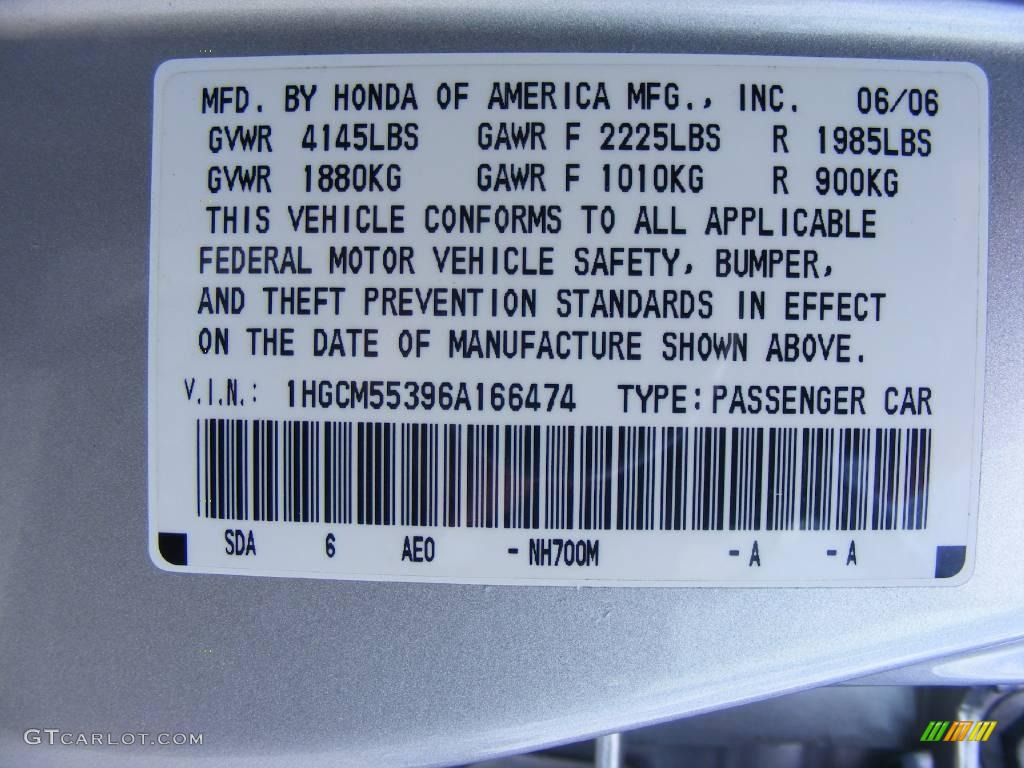 MFD. BY HONDA OF AMERICA MFG., INC. 06/06
GVWR 4145LBS GAWR F 2225LBS R 1985LBS
GVWR 1880KG GAWR F 1010KG R 900KG
THIS VEHICLE CONFORMS TO ALL APPLICABLE
FEDERAL MOTOR VEHICLE SAFETY, BUMPER,
AND THEFT PREVENTION STANDARDS IN EFFECT
ON THE DATE OF MANUFACTURE SHOWN ABOVE.
V.I.N.: 1HGCM55396A166474 TYPE:PASSENGER CAR
SDA 6 AE0 -NH700M -A -A
GTCARLOT.COM